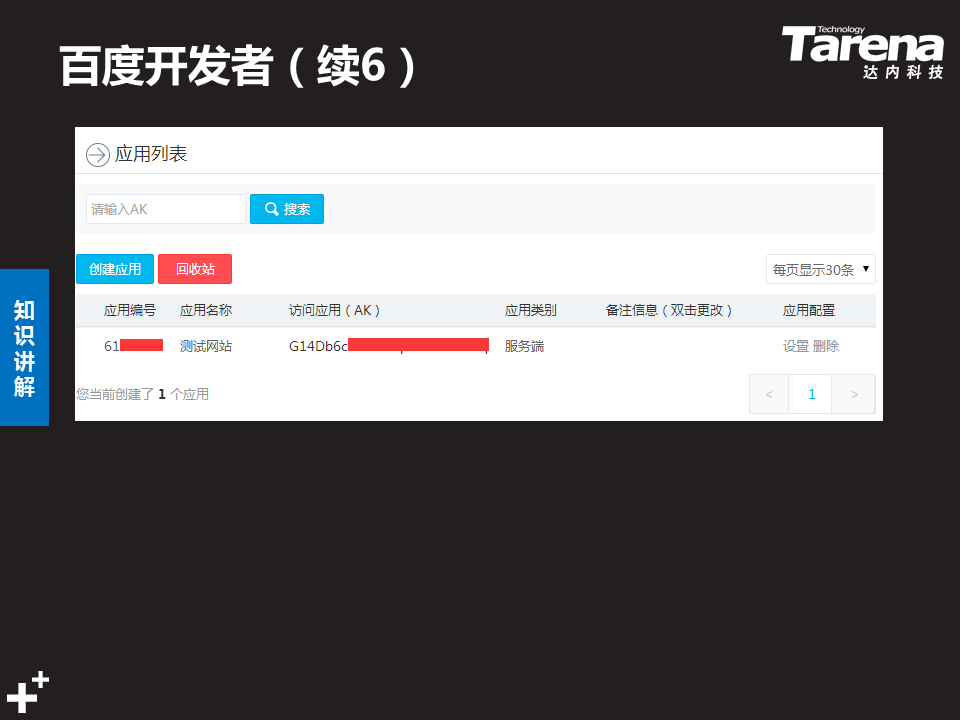 百度开发者（续6）
Technology
Tarena
达内科技
应用列表
请输入AK
搜索
创建应用 回收站 每页显示30条
应用编号 应用名称 访问应用（AK） 应用类别 备注信息（双击更改） 应用配置
61 测试网站 G14Db6c 服务端 设置 删除
您当前创建了 1 个应用 < 1 >
知识讲解